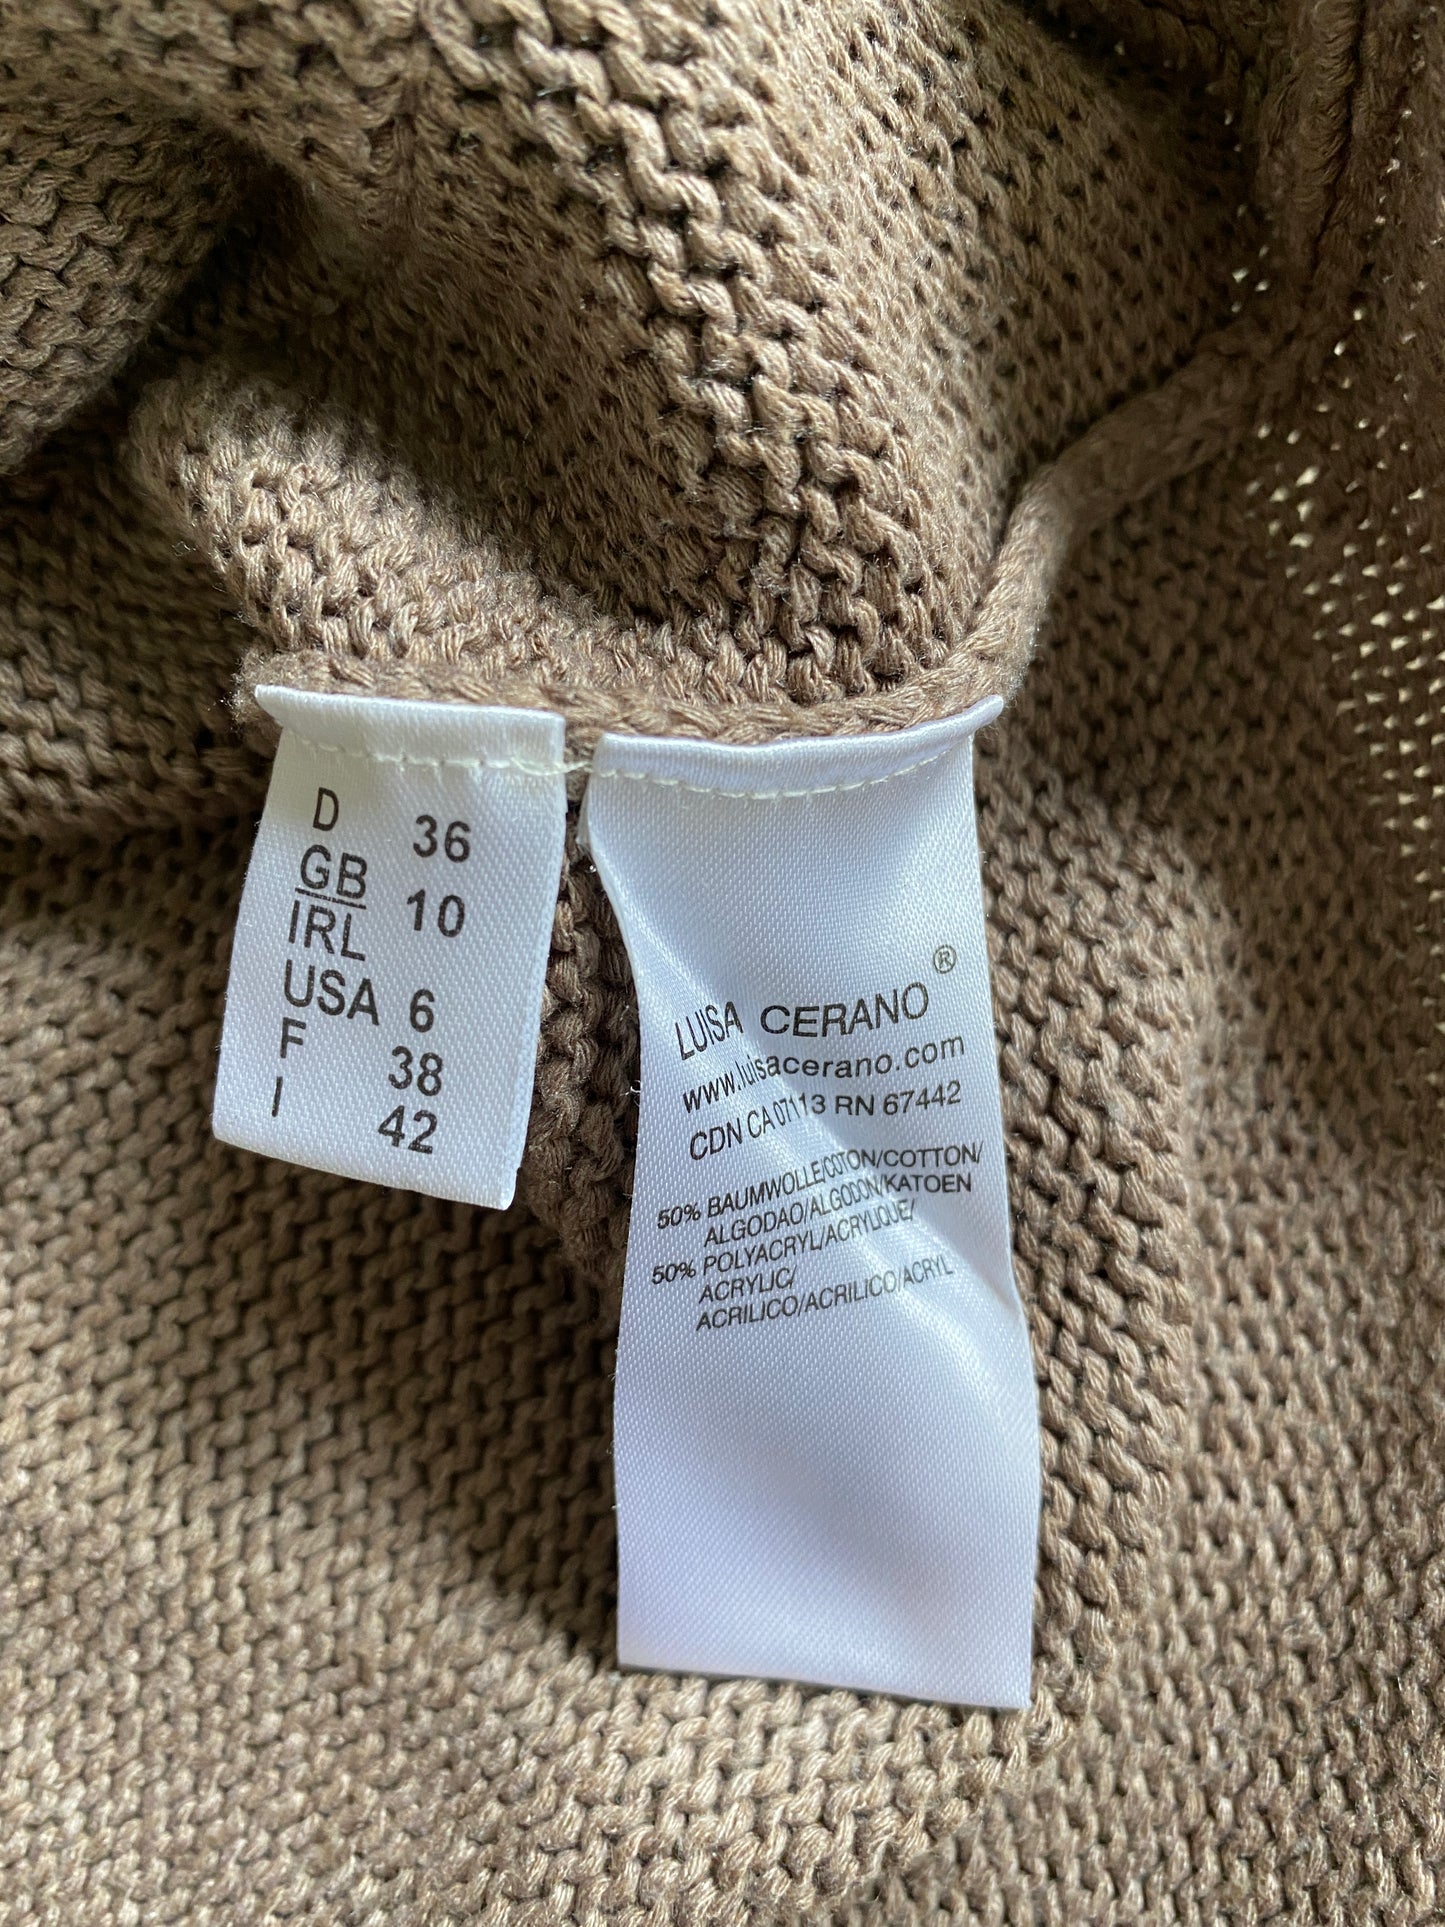 D 36
GB 10
IRL
USA 6
F 38
I 42
LUISA CERANO ®
www.luisacerano.com
CDN CA 07113 RN 67442
50% BAUMWOLLE/COTON/COTTON/
ALGODAO/ALGODON/KATOEN
50% POLYACRYL/ACRYLIQUE/
ACRYLIC/
ACRILICO/ACRILICO/ACRYL